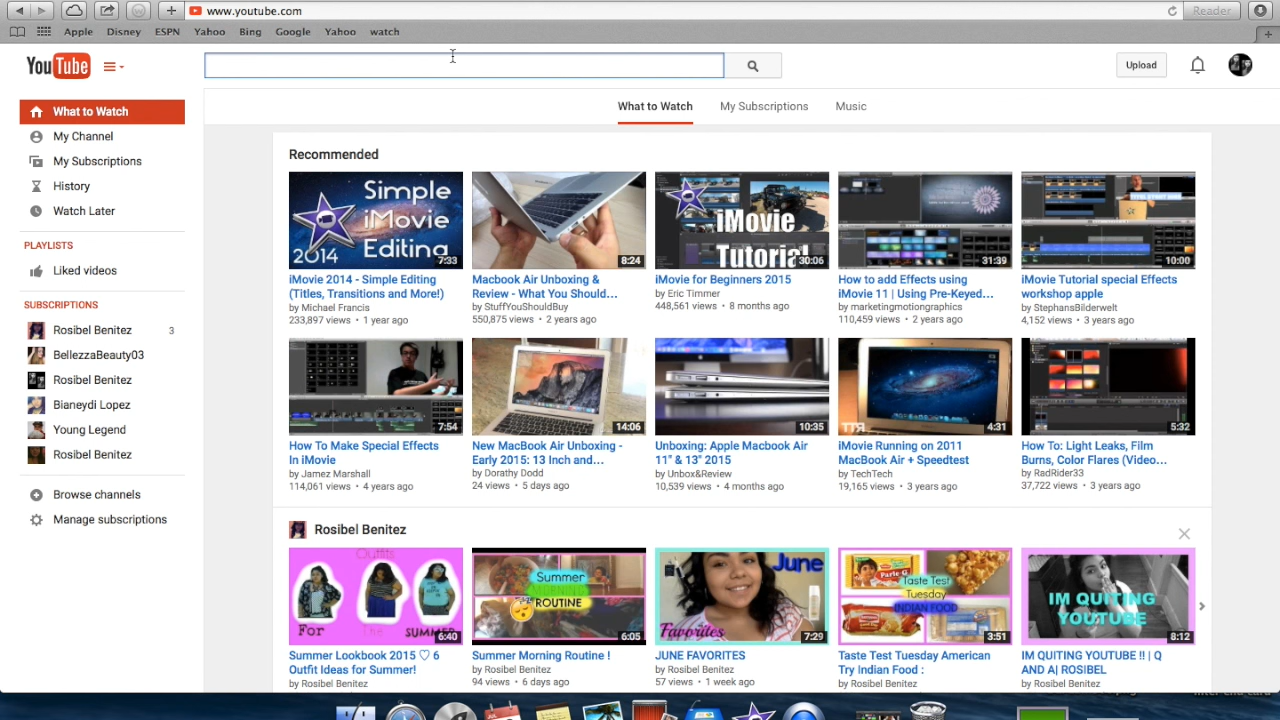 www.youtube.com
Reader
Apple Disney ESPN Yahoo Bing Google Yahoo watch
YouTube
Upload
What to Watch
My Channel
My Subscriptions
History
Watch Later
PLAYLISTS
Liked videos
SUBSCRIPTIONS
Rosibel Benitez 3
BellezzaBeauty03
Rosibel Benitez
Bianeydi Lopez
Young Legend
Rosibel Benitez
Browse channels
Manage subscriptions
What to Watch My Subscriptions Music
Recommended
Simple
iMovie
Editing
2014
7:33
iMovie 2014 - Simple Editing
(Titles, Transitions and More!)
by Michael Francis
233,897 views • 1 year ago
8:24
Macbook Air Unboxing &
Review - What You Should...
by StuffYouShouldBuy
550,875 views • 2 years ago
iMovie
Tutorial
30:06
iMovie for Beginners 2015
by Eric Timmer
448,561 views • 8 months ago
31:39
How to add Effects using
iMovie 11 | Using Pre-Keyed...
by marketingmotiongraphics
110,459 views • 2 years ago
10:00
iMovie Tutorial special Effects
workshop apple
by StephansBilderwelt
4,152 views • 3 years ago
7:54
How To Make Special Effects
In iMovie
by Jamez Marshall
114,061 views • 4 years ago
14:06
New MacBook Air Unboxing -
Early 2015: 13 Inch and...
by Dorathy Dodd
24 views • 5 days ago
10:35
Unboxing: Apple Macbook Air
11" & 13" 2015
by Unbox&Review
10,539 views • 4 months ago
TTR
4:31
iMovie Running on 2011
MacBook Air + Speedtest
by TechTech
19,165 views • 3 years ago
5:32
How To: Light Leaks, Film
Burns, Color Flares (Video...
by RadRider33
37,722 views • 3 years ago
Rosibel Benitez
Outfits
For The SUMMER
6:40
Summer Lookbook 2015 ♡ 6
Outfit Ideas for Summer!
by Rosibel Benitez
Summer
MORNING
ROUTINE
6:05
Summer Morning Routine !
by Rosibel Benitez
94 views • 6 days ago
June
Favorites
7:29
JUNE FAVORITES
by Rosibel Benitez
57 views • 1 week ago
Parle-G
Taste Test
Tuesday
INDIAN FOOD
3:51
Taste Test Tuesday American
Try Indian Food :
by Rosibel Benitez
IM QUITING
YOUTUBE
8:12
IM QUITING YOUTUBE !! | Q
AND A| ROSIBEL
by Rosibel Benitez